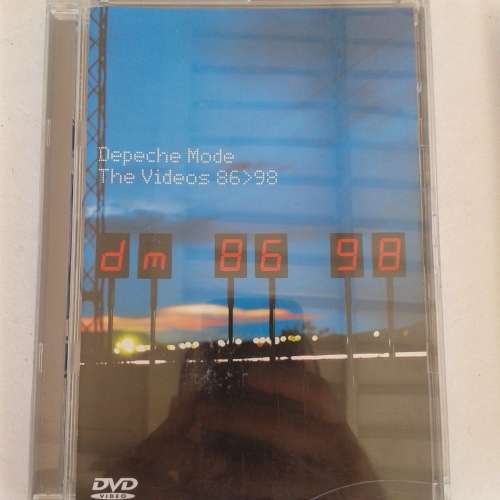 Depeche Mode
The Videos 86>98
dm 86 98
DVD
VIDEO